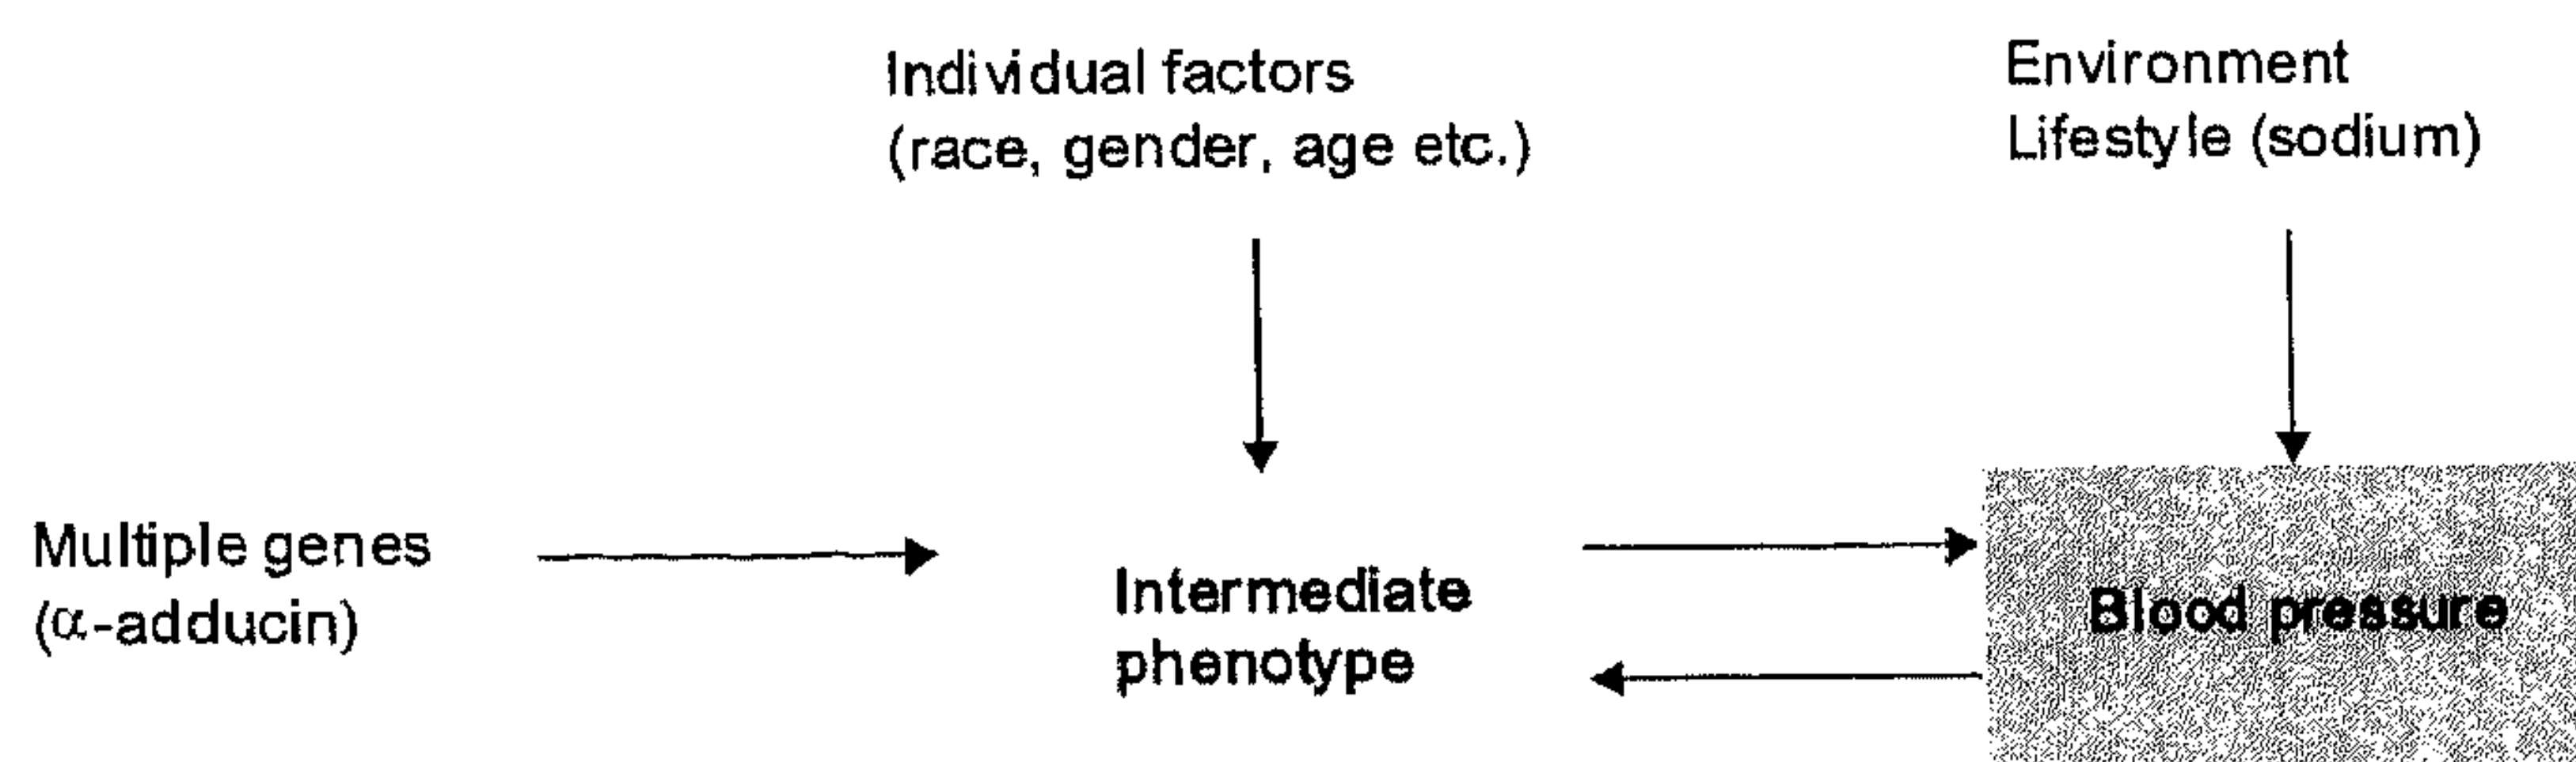 Individual factors
(race, gender, age etc.)
Environment
Lifestyle (sodium)
Multiple genes
(α-adducin)
Intermediate
phenotype
Blood pressure